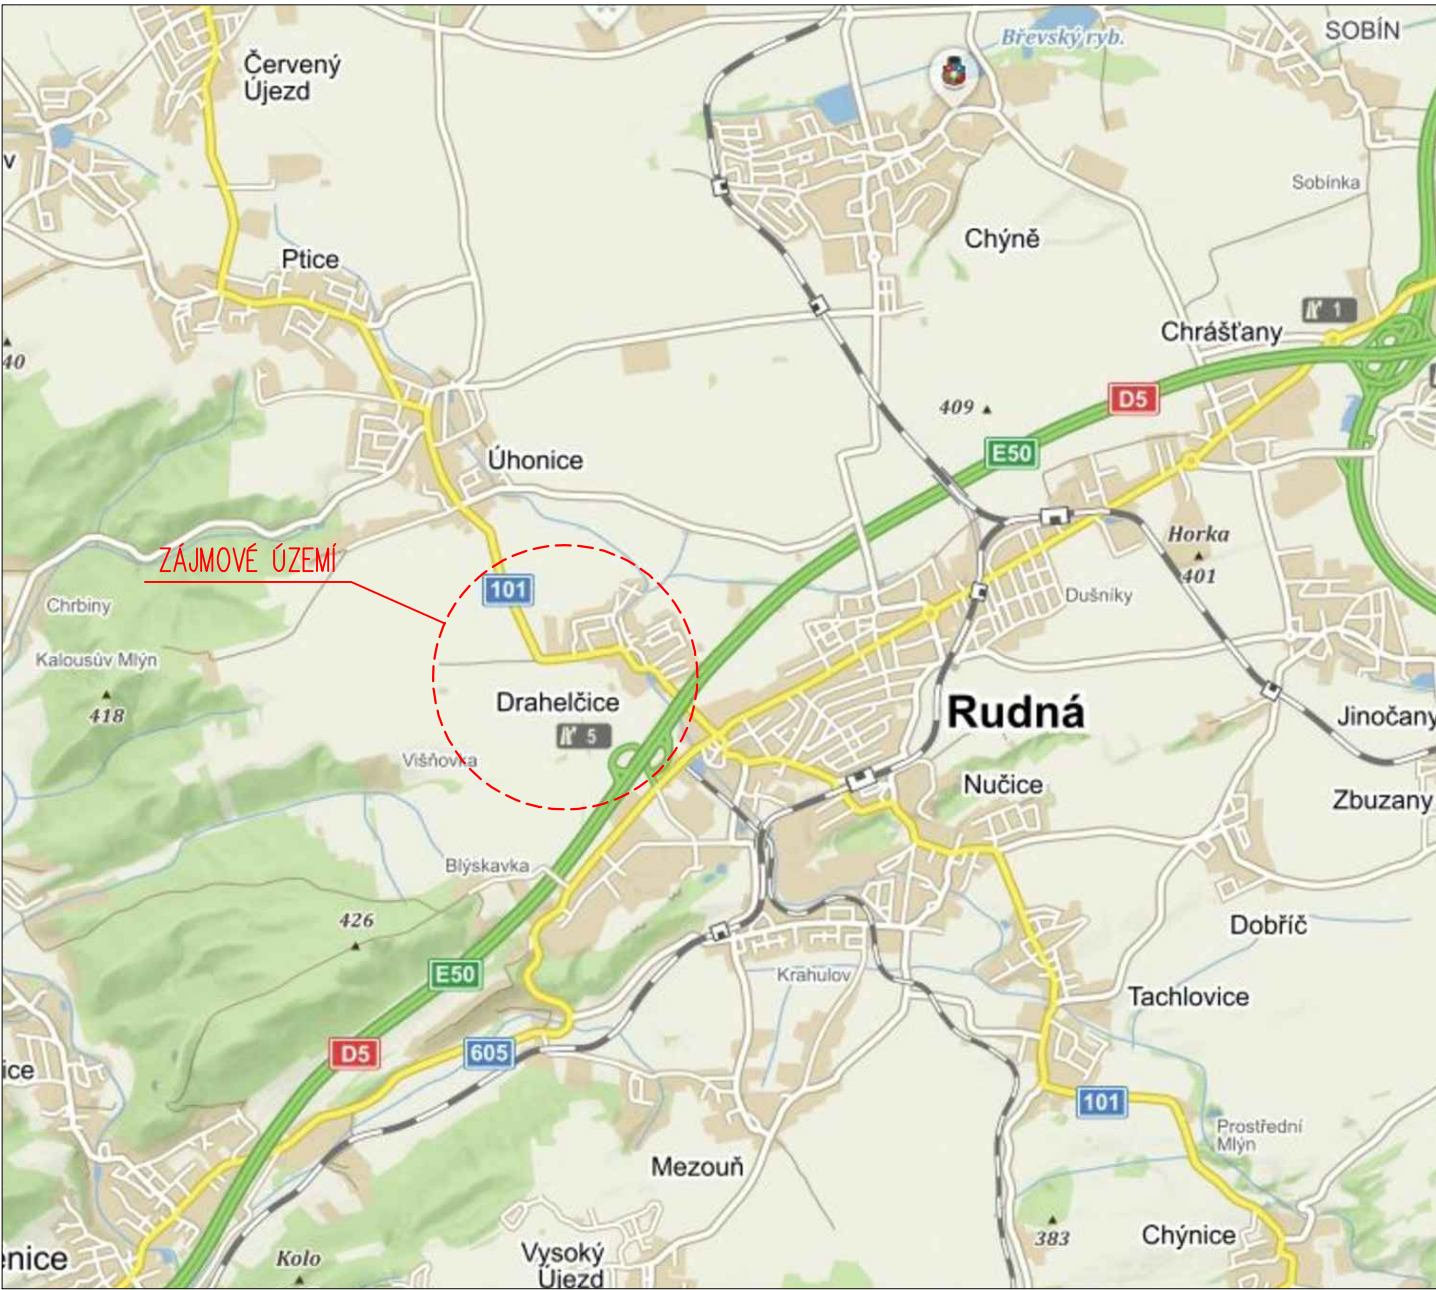 Břevský ryb.
SOBÍN
Červený
Újezd
v
Sobínka
Chýně
Ptice
1
Chrášťany
40
D5
409
E50
Úhonice
Horka
401
ZÁJMOVÉ ÚZEMÍ
101
Chrbiny
Dušníky
Kalousův Mlýn
418
Drahelčice
5
Rudná
Jinočany
Višňovka
Nučice
Zbuzany
Blýskavka
426
Dobříč
E50
Krahulov
Tachlovice
D5
605
ice
101
Prostřední
Mlýn
Mezouň
383
Chýnice
enice
Kolo
Vysoký
Újezd